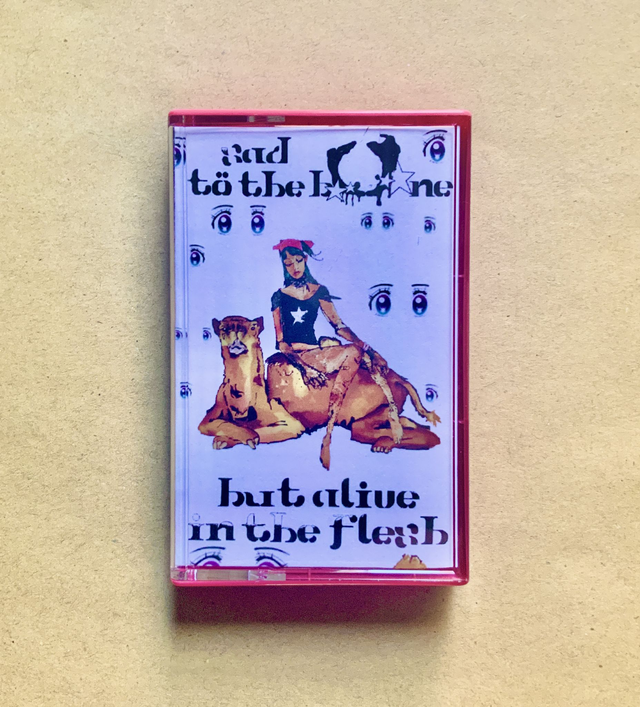 sad
tö the bone
but alive
in the flesh